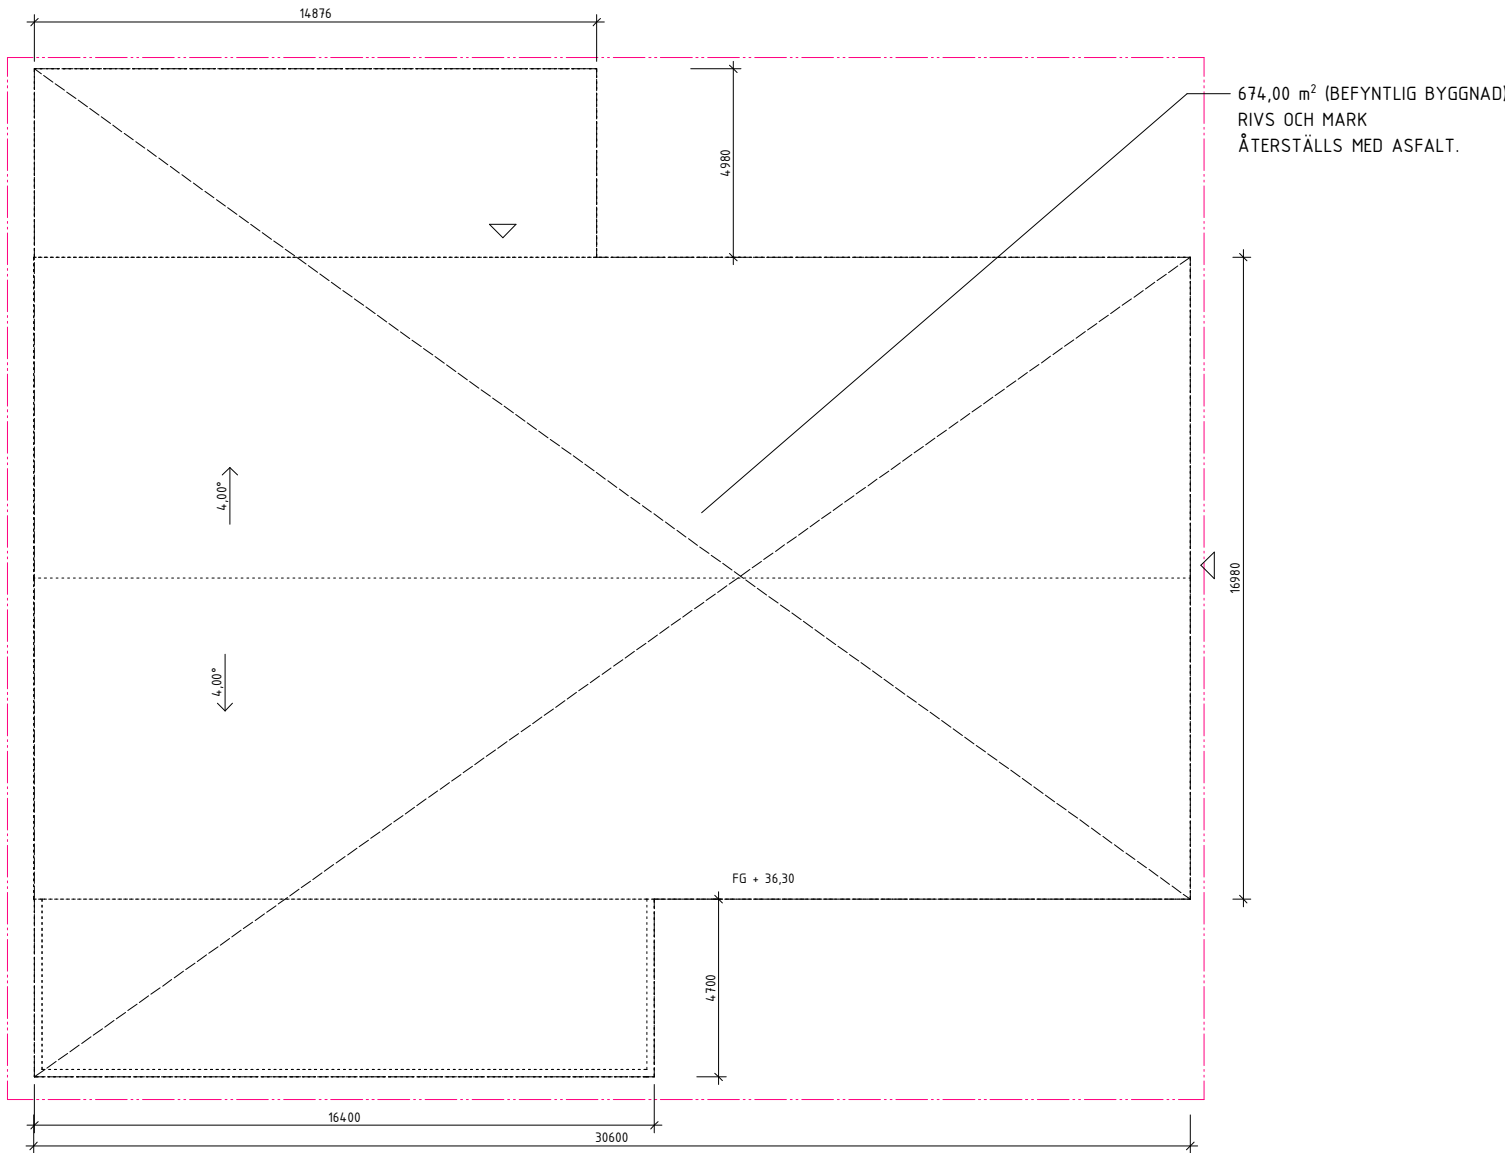 14876
674,00 m² (BEFYNTLIG BYGGNAD)
RIVS OCH MARK
ÅTERSTÄLLS MED ASFALT.
4980
4,00°
16980
4,00°
FG + 36,30
4700
16400
30600